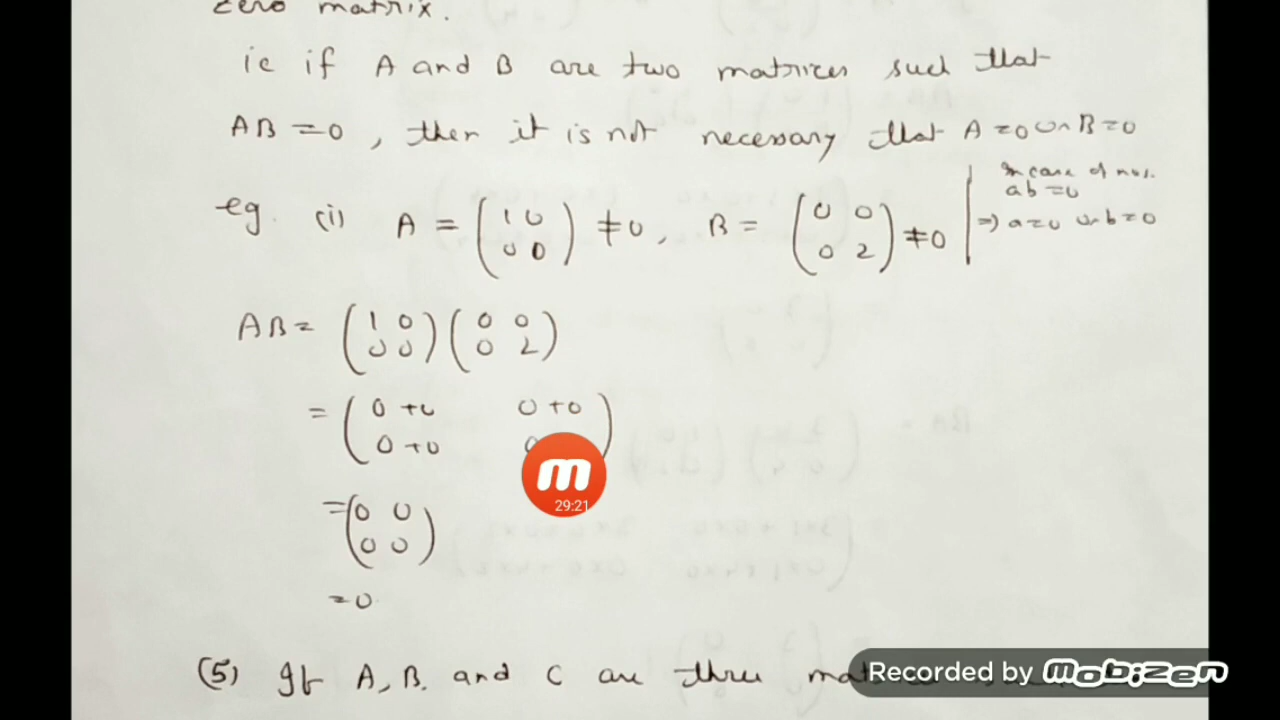 zero matrix.
ie if A and B are two matrices such that
AB = 0 , then it is not necessary that A = 0 or B = 0
In case of nos.
ab = 0
⇒ a = 0 or b = 0
eg. (i) A = (1 0 0 0) ≠ 0, B = (0 0 0 2) ≠ 0
AB = (1 0 0 0) (0 0 0 2)
= (0 + 0 0 + 0
0 + 0 0
= (0 0
0 0)
= 0
m
29:21
(5) If A, B. and C are three
Recorded by mobizen